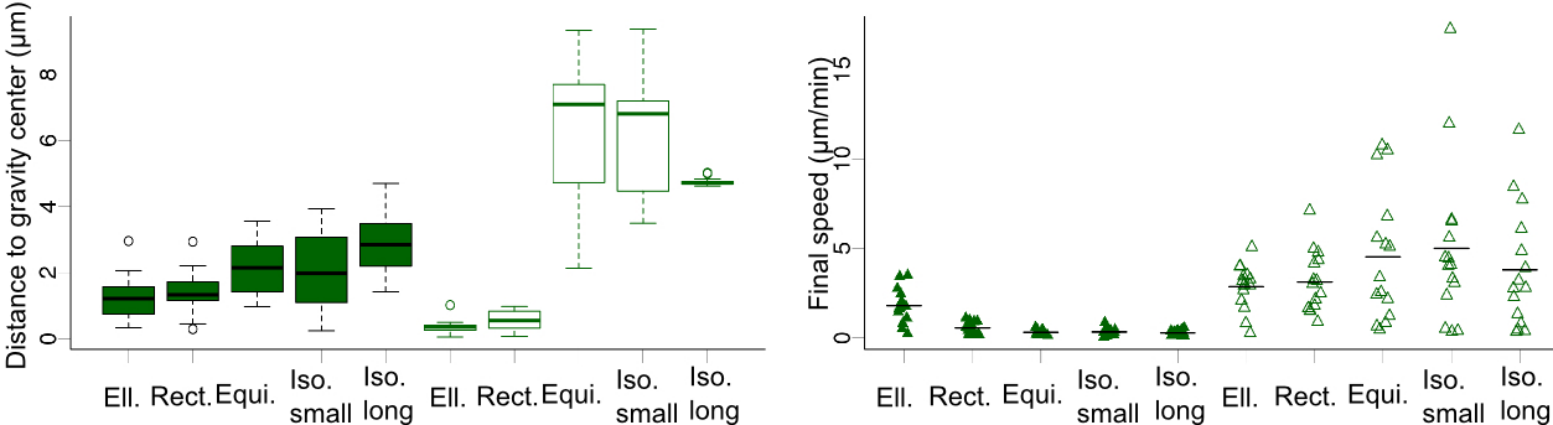 Distance to gravity center (μm)
0
2
4
6
8
Ell. Rect. Equi. Iso. small Iso. long Ell. Rect. Equi. Iso. small Iso. long
Final speed (μm/min)
0
5
10
15
Ell. Rect. Equi. Iso. small Iso. long Ell. Rect. Equi. Iso. small Iso. long